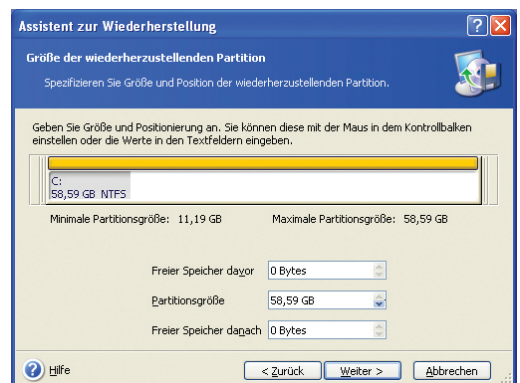 Assistent zur Wiederherstellung
Größe der wiederherzustellenden Partition
Spezifizieren Sie Größe und Position der wiederherzustellenden Partition.
Geben Sie Größe und Positionierung an. Sie können diese mit der Maus in dem Kontrollbalken
einstellen oder die Werte in den Textfeldern eingeben.
C:
58,59 GB NTFS
Minimale Partitionsgröße: 11,19 GB Maximale Partitionsgröße: 58,59 GB
Freier Speicher davor 0 Bytes
Partitionsgröße 58,59 GB
Freier Speicher danach 0 Bytes
Hilfe < Zurück Weiter > Abbrechen